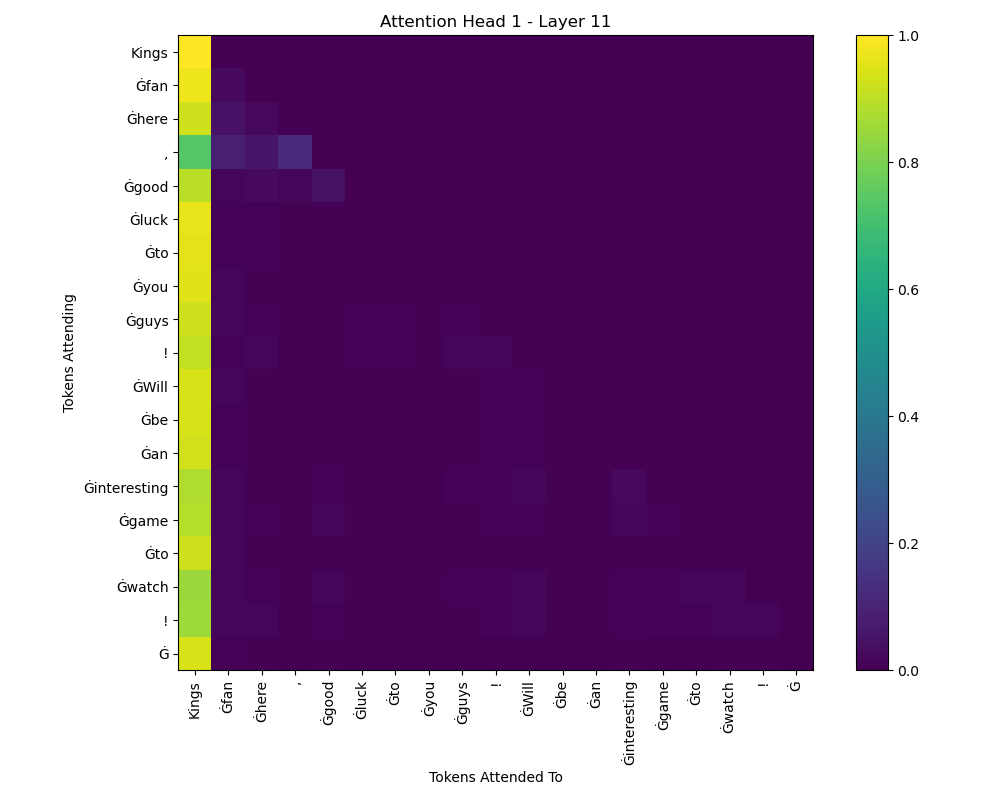 Attention Head 1 - Layer 11
Tokens Attending
Kings
Ġfan
Ġhere
,
Ġgood
Ġluck
Ġto
Ġyou
Ġguys
!
ĠWill
Ġbe
Ġan
Ġinteresting
Ġgame
Ġto
Ġwatch
!
Ġ
Kings
Ġfan
Ġhere
,
Ġgood
Ġluck
Ġto
Ġyou
Ġguys
!
ĠWill
Ġbe
Ġan
Ġinteresting
Ġgame
Ġto
Ġwatch
!
Ġ
Tokens Attended To
1.0
0.8
0.6
0.4
0.2
0.0